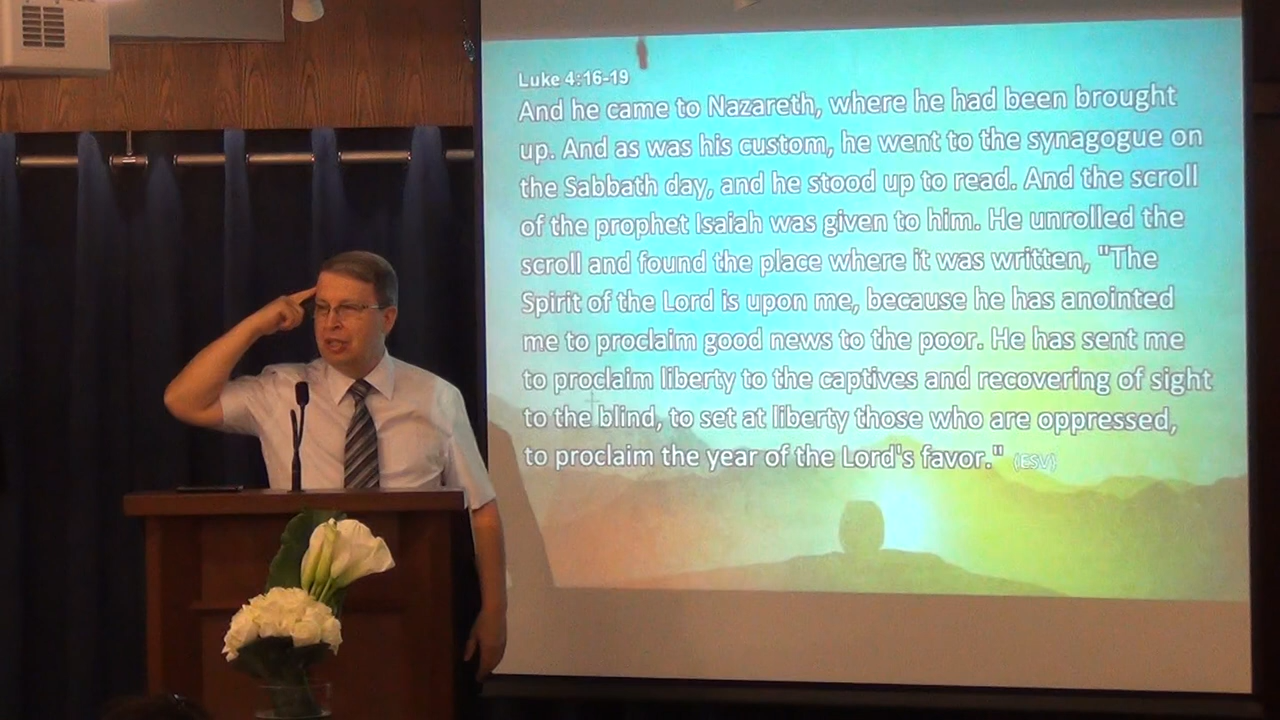 Luke 4:16-19
And he came to Nazareth, where he had been brought
up. And as was his custom, he went to the synagogue on
the Sabbath day, and he stood up to read. And the scroll
of the prophet Isaiah was given to him. He unrolled the
scroll and found the place where it was written, "The
Spirit of the Lord is upon me, because he has anointed
me to proclaim good news to the poor. He has sent me
to proclaim liberty to the captives and recovering of sight
to the blind, to set at liberty those who are oppressed,
to proclaim the year of the Lord's favor." (ESV)